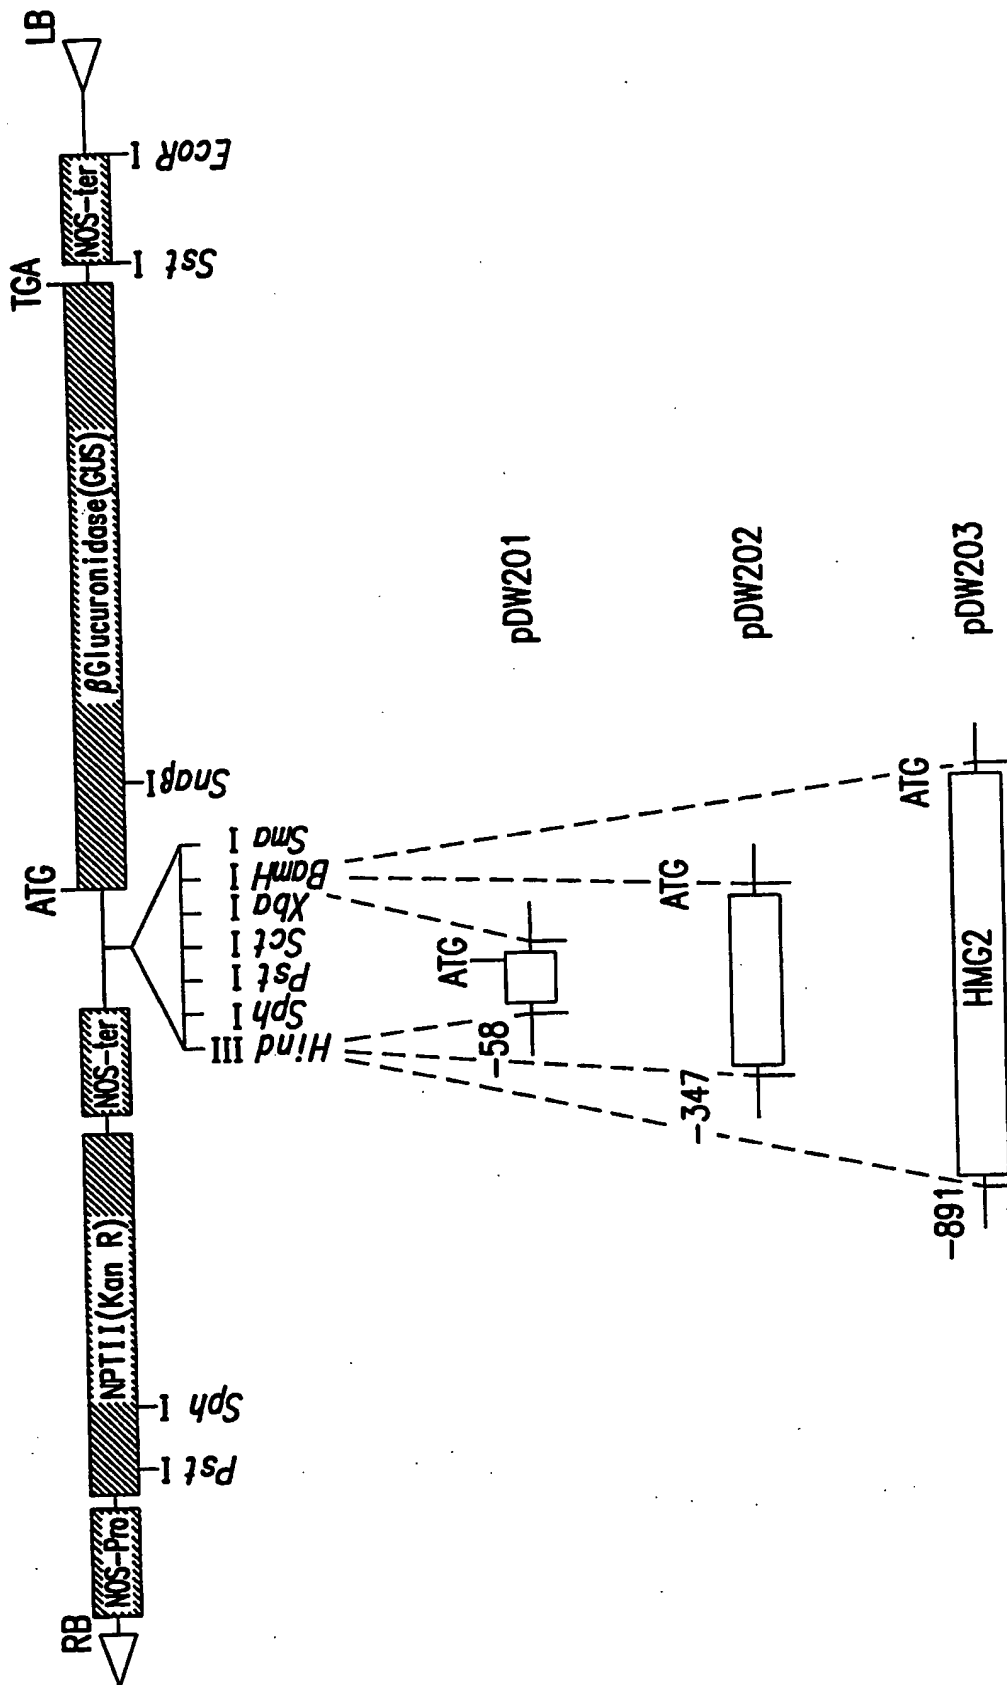 RB
NOS-Pro
NPTII(Kan R)
NOS-ter
ATG
βGlucuronidase(GUS)
TGA
NOS-ter
LB
Pst I
Sph I
SnaβI
Sst I
EcoR I
Hind III
Sph I
Pst I
Sct I
Xba I
BamH I
Sma I
-58
ATG
pDW201
-347
ATG
pDW202
-891
HMG2
ATG
pDW203